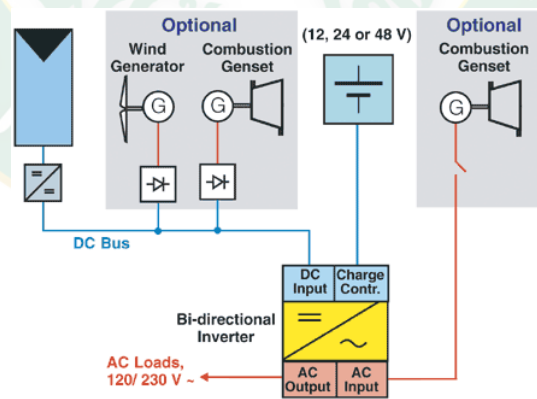 Optional
Wind
Generator
Combustion
Genset
G
G
(12, 24 or 48 V)
Optional
Combustion
Genset
G
DC Bus
DC
Input
Charge
Contr.
Bi-directional
Inverter
AC Loads,
120/ 230 V ~
AC
Output
AC
Input